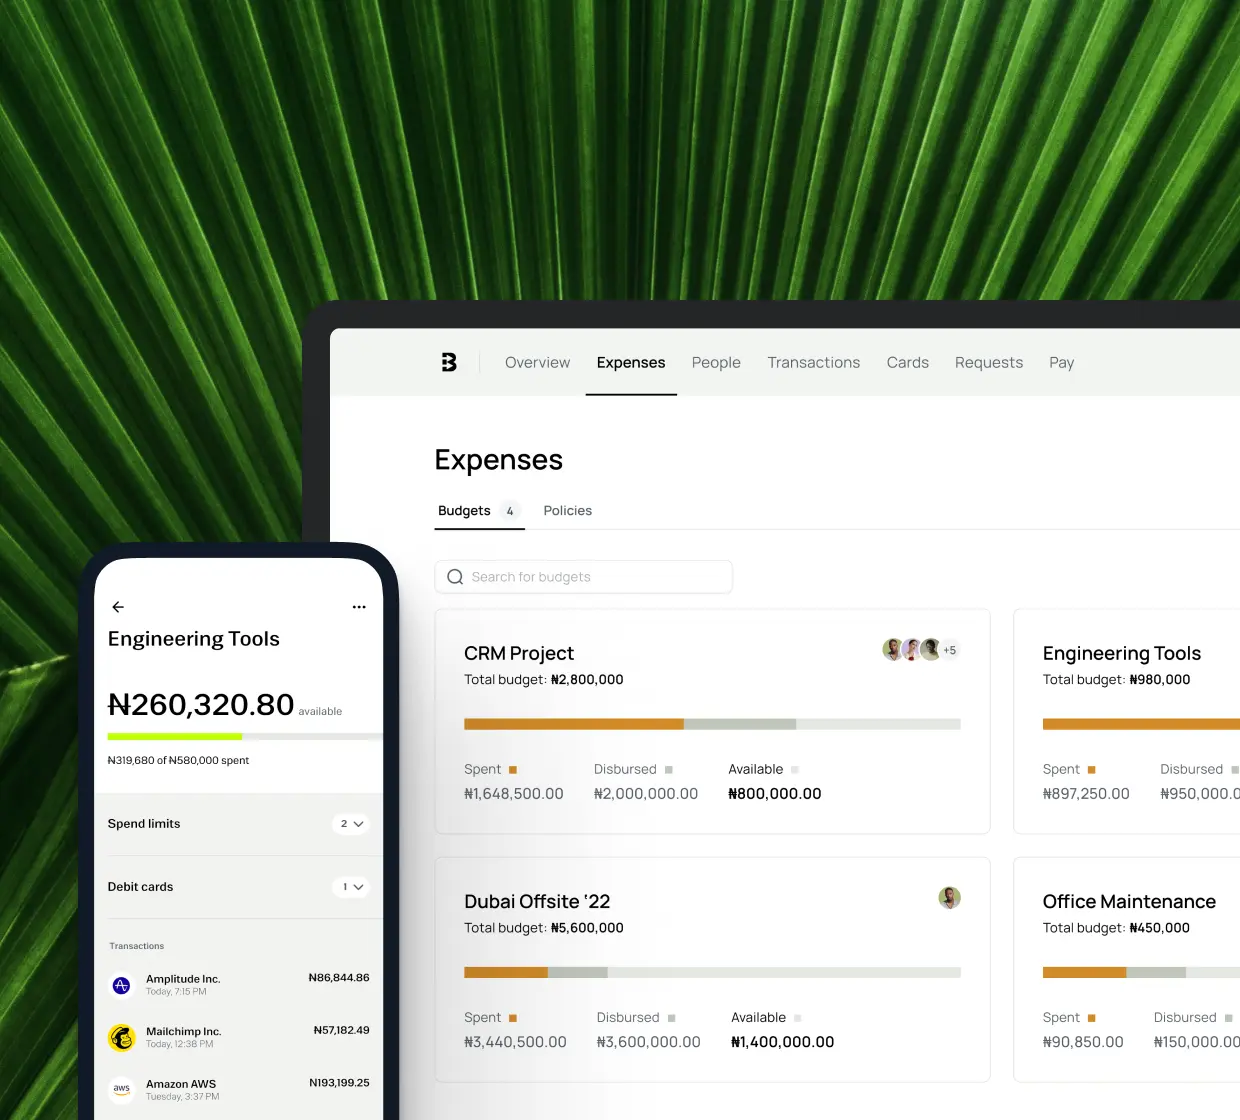 B
Overview Expenses People Transactions Cards Requests Pay
Expenses
Budgets 4 Policies
Search for budgets
CRM Project +5
Total budget: ₦2,800,000
Spent Disbursed Available
₦1,648,500.00 ₦2,000,000.00 ₦800,000.00
Engineering Tools
Total budget: ₦980,000
Spent Disbursed
₦897,250.00 ₦950,000.0
Dubai Offsite ‘22
Total budget: ₦5,600,000
Spent Disbursed Available
₦3,440,500.00 ₦3,600,000.00 ₦1,400,000.00
Office Maintenance
Total budget: ₦450,000
Spent Disbursed
₦90,850.00 ₦150,000.0
Engineering Tools
₦260,320.80 available
₦319,680 of ₦580,000 spent
Spend limits 2
Debit cards 1
Transactions
Amplitude Inc. ₦86,844.86
Today, 7:15 PM
Mailchimp Inc. ₦57,182.49
Today, 12:38 PM
aws
Amazon AWS ₦193,199.25
Tuesday, 3:37 PM